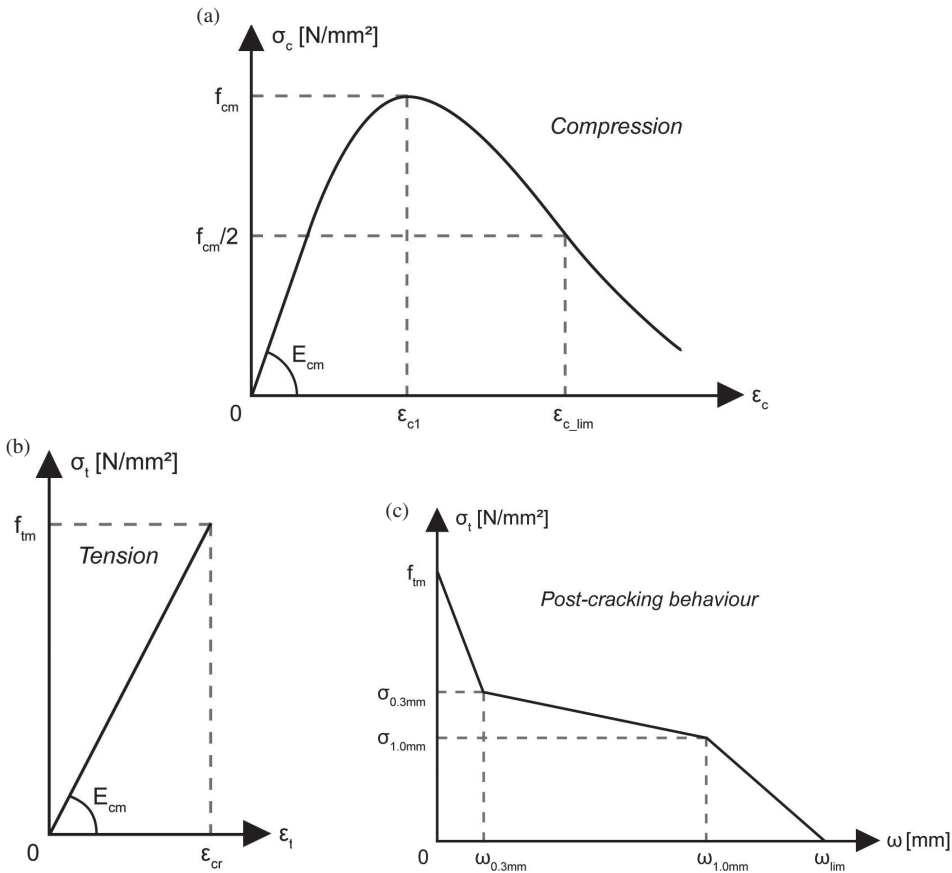 (a)
σc [N/mm²]
fcm
Compression
fcm/2
Ecm
0
εc1
εc_lim
εc
(b)
σt [N/mm²]
ftm
Tension
Ecm
0
εcr
εt
(c)
σt [N/mm²]
ftm
Post-cracking behaviour
σ0.3mm
σ1.0mm
0
ω0.3mm
ω1.0mm
ωlim
ω [mm]